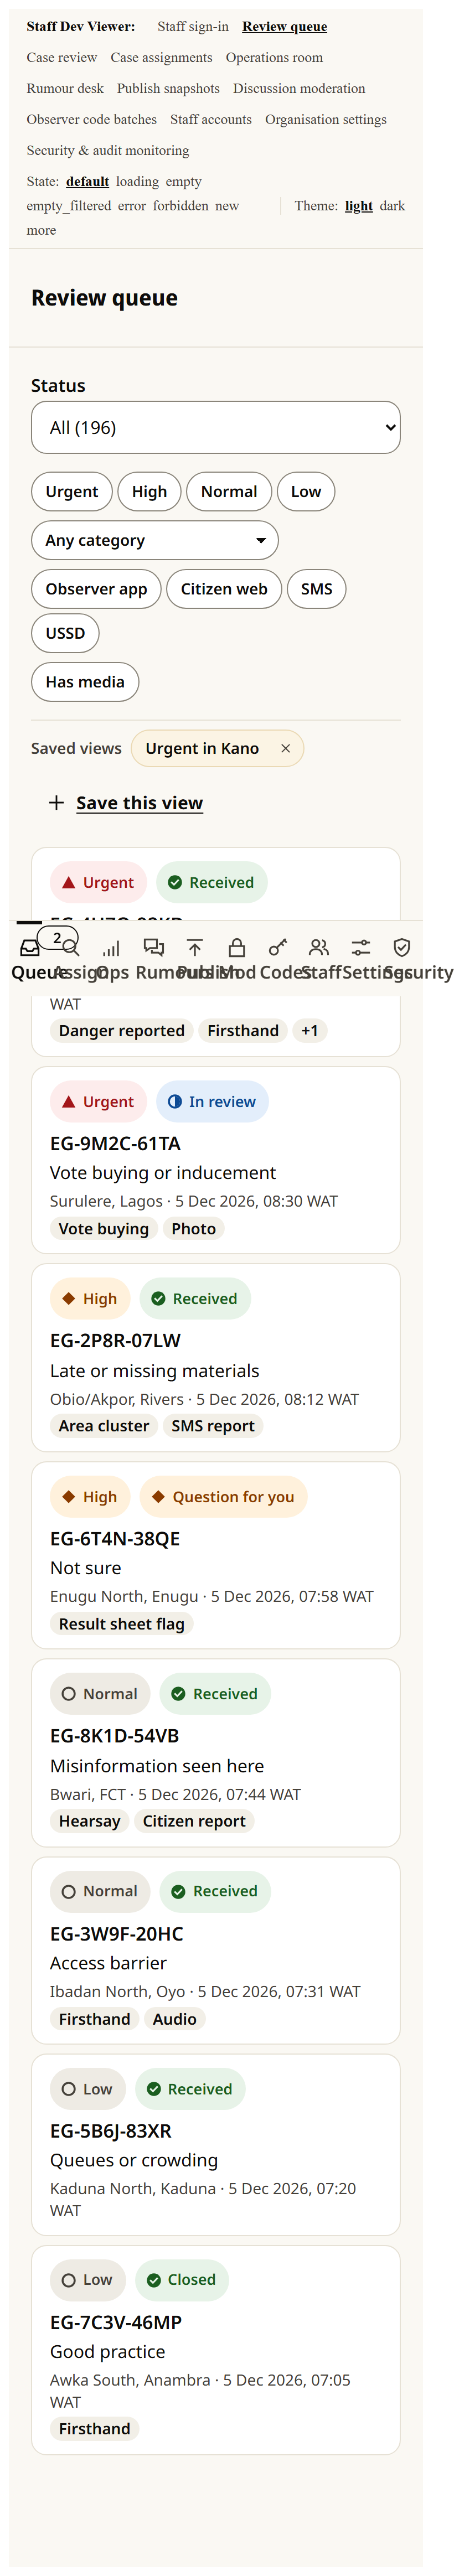 Staff Dev Viewer: Staff sign-in Review queue
Case review Case assignments Operations room
Rumour desk Publish snapshots Discussion moderation
Observer code batches Staff accounts Organisation settings
Security & audit monitoring
State: default loading empty
empty_filtered error forbidden new
more
Theme: light dark
Review queue
Status
All (196)
Urgent High Normal Low
Any category
Observer app Citizen web SMS
USSD
Has media
Saved views Urgent in Kano ×
+ Save this view
Urgent Received
2
Queue Assign Ops Rumours Publish Mod Codes Staff Settings Security
WAT
Danger reported Firsthand +1
Urgent In review
EG-9M2C-61TA
Vote buying or inducement
Surulere, Lagos · 5 Dec 2026, 08:30 WAT
Vote buying Photo
High Received
EG-2P8R-07LW
Late or missing materials
Obio/Akpor, Rivers · 5 Dec 2026, 08:12 WAT
Area cluster SMS report
High Question for you
EG-6T4N-38QE
Not sure
Enugu North, Enugu · 5 Dec 2026, 07:58 WAT
Result sheet flag
Normal Received
EG-8K1D-54VB
Misinformation seen here
Bwari, FCT · 5 Dec 2026, 07:44 WAT
Hearsay Citizen report
Normal Received
EG-3W9F-20HC
Access barrier
Ibadan North, Oyo · 5 Dec 2026, 07:31 WAT
Firsthand Audio
Low Received
EG-5B6J-83XR
Queues or crowding
Kaduna North, Kaduna · 5 Dec 2026, 07:20
WAT
Low Closed
EG-7C3V-46MP
Good practice
Awka South, Anambra · 5 Dec 2026, 07:05
WAT
Firsthand